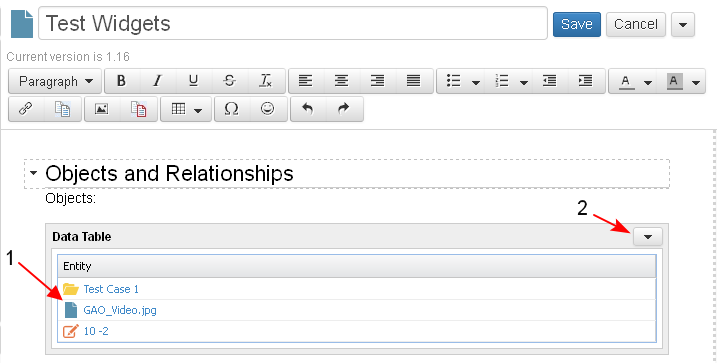 Test Widgets
Save
Cancel
Current version is 1.16
Paragraph
B I U S Tx
A A
Ω
Objects and Relationships
Objects:
2
Data Table
1
Entity
Test Case 1
GAO_Video.jpg
10 -2